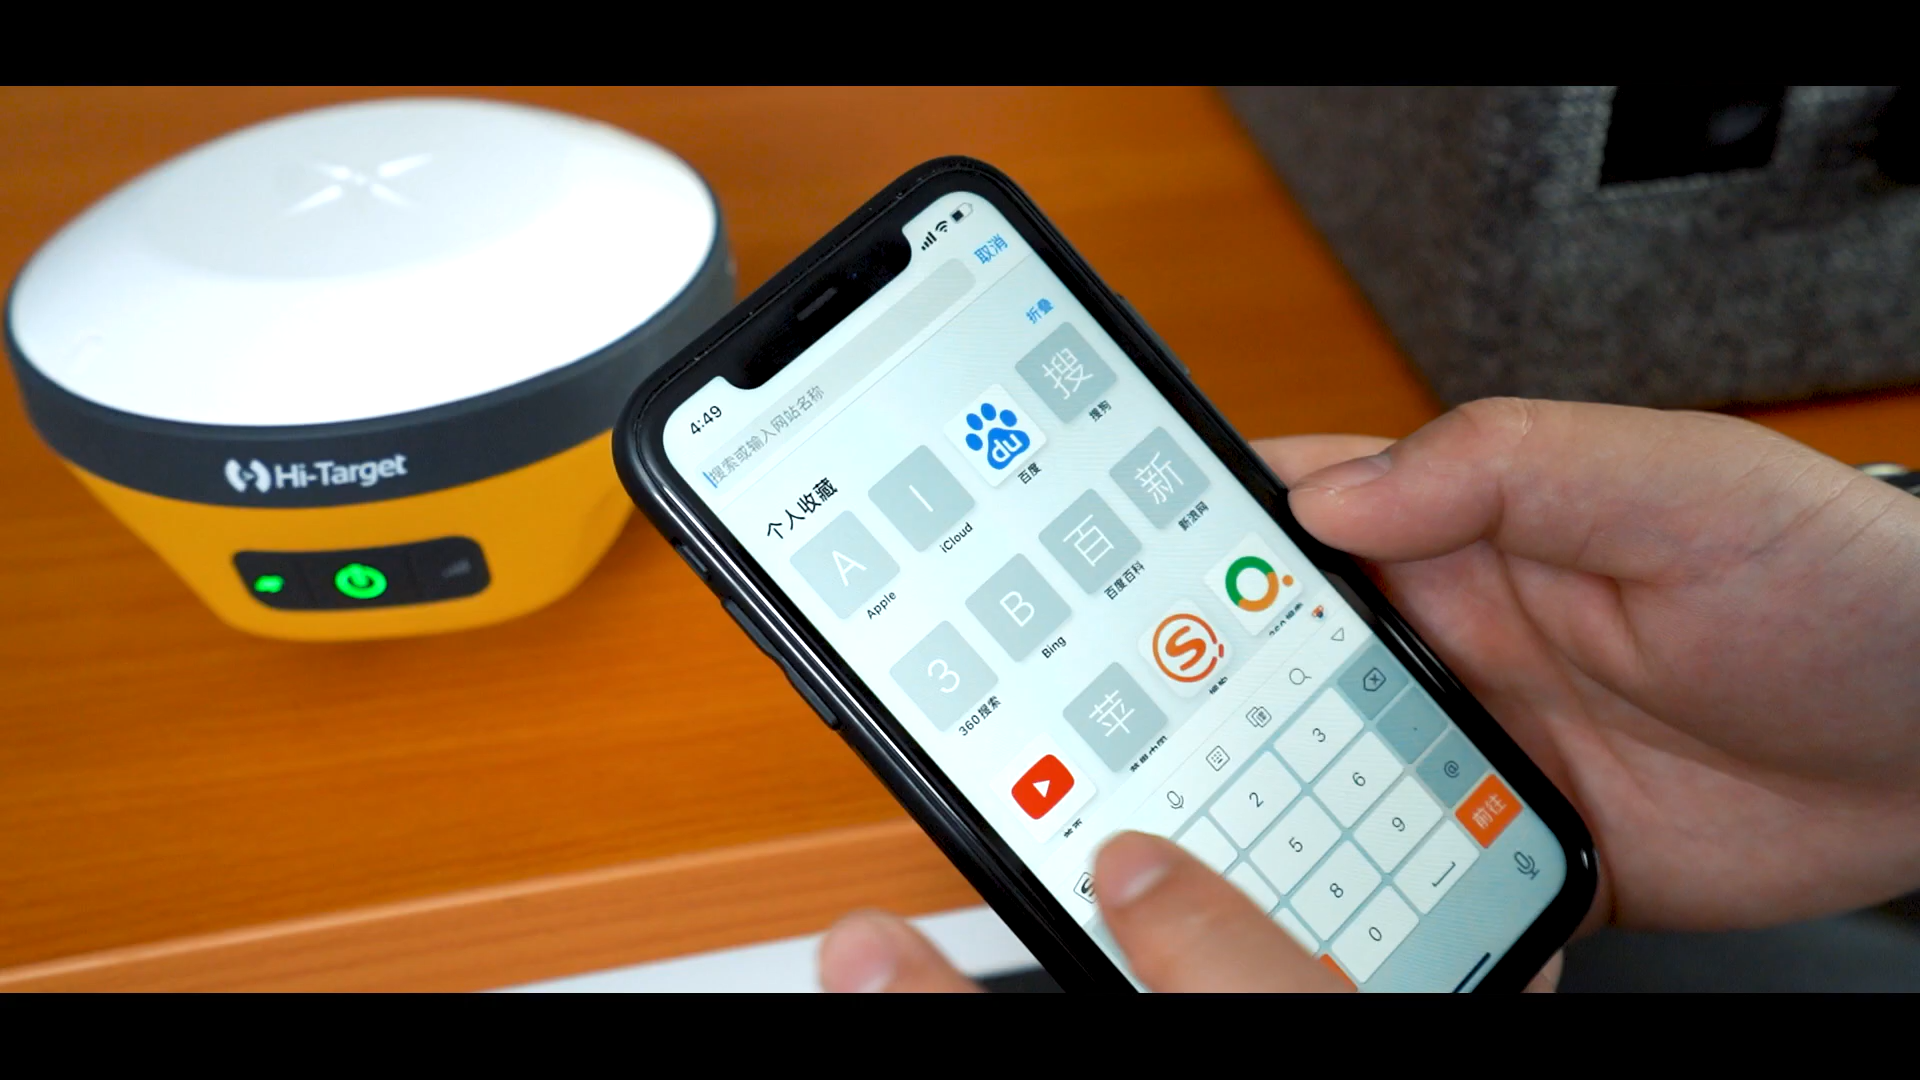 Hi-Target
4:49
取消
搜索或输入网站名称
个人收藏
折叠
A
I
du
搜
Apple
iCloud
百度
搜狗
3
B
百
新
360搜索
Bing
百度百科
新浪网
苹
S
2
3
5
6
@
8
9
前往
0